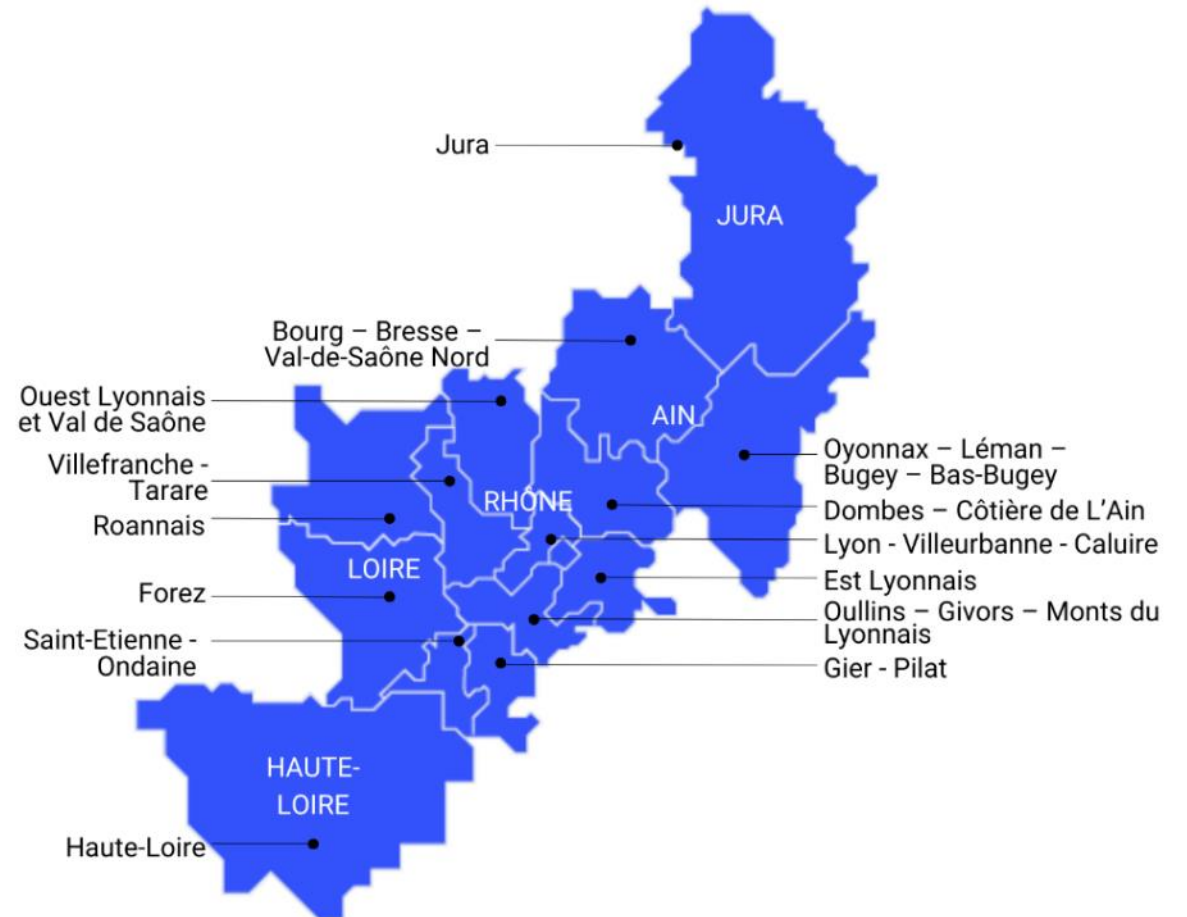 Jura
JURA
Bourg – Bresse –
Val-de-Saône Nord
Ouest Lyonnais
et Val de Saône
AIN
Villefranche -
Tarare
Oyonnax – Léman –
Bugey – Bas-Bugey
RHÔNE
Dombes – Côtière de L’Ain
Roannais
Lyon - Villeurbanne - Caluire
LOIRE
Est Lyonnais
Forez
Oullins – Givors – Monts du
Lyonnais
Saint-Etienne -
Ondaine
Gier - Pilat
HAUTE-
LOIRE
Haute-Loire